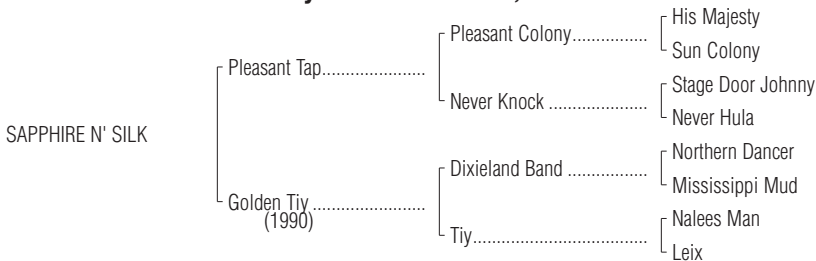 His Majesty
Pleasant Colony....................
Sun Colony
Pleasant Tap.........................
Stage Door Johnny
Never Knock ........................
Never Hula
SAPPHIRE N' SILK
Northern Dancer
Dixieland Band ...................
Mississippi Mud
Golden Tiy ...........................
(1990)
Nalees Man
Tiy...........................................
Leix